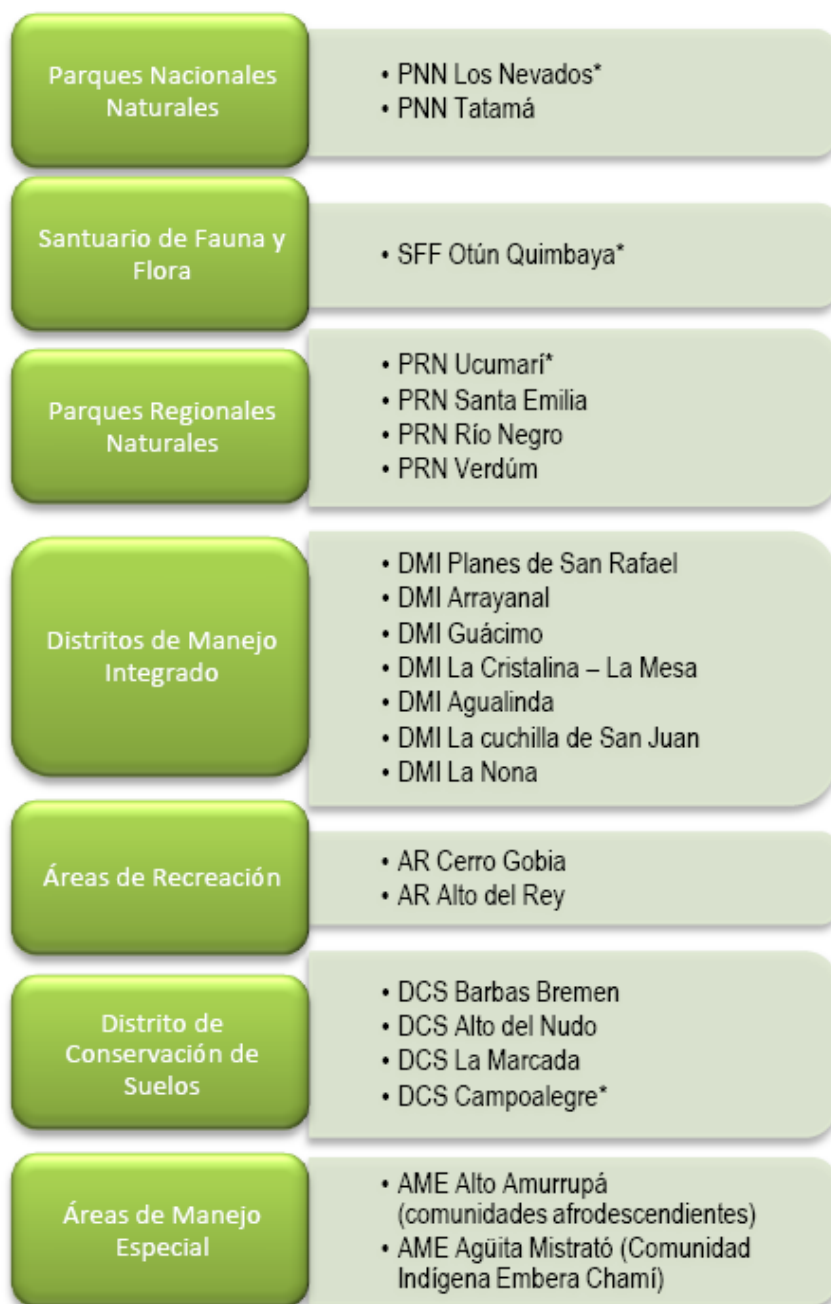 Parques Nacionales
Naturales
• PNN Los Nevados*
• PNN Tatamá
Santuario de Fauna y
Flora
• SFF Otún Quimbaya*
Parques Regionales
Naturales
• PRN Ucumarí*
• PRN Santa Emilia
• PRN Río Negro
• PRN Verdúm
Distritos de Manejo
Integrado
• DMI Planes de San Rafael
• DMI Arrayanal
• DMI Guácimo
• DMI La Cristalina – La Mesa
• DMI Agualinda
• DMI La cuchilla de San Juan
• DMI La Nona
Áreas de Recreación
• AR Cerro Gobia
• AR Alto del Rey
Distrito de
Conservación de
Suelos
• DCS Barbas Bremen
• DCS Alto del Nudo
• DCS La Marcada
• DCS Campoalegre*
Áreas de Manejo
Especial
• AME Alto Amurrupá
(comunidades afrodescendientes)
• AME Agüita Mistrató (Comunidad
Indígena Embera Chamí)